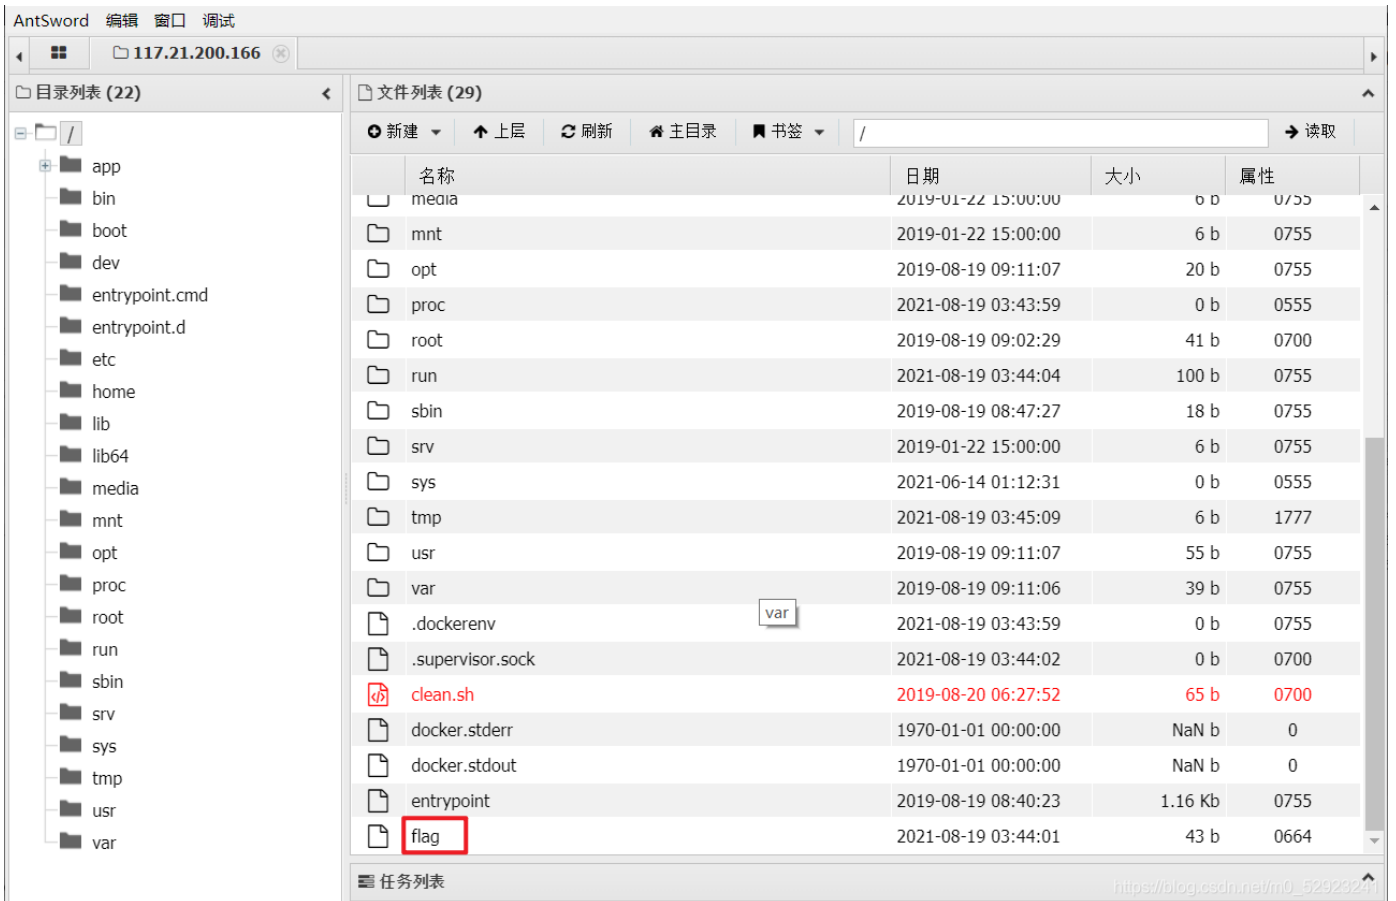 AntSword 编辑 窗口 调试
117.21.200.166
目录列表 (22)
/
app
bin
boot
dev
entrypoint.cmd
entrypoint.d
etc
home
lib
lib64
media
mnt
opt
proc
root
run
sbin
srv
sys
tmp
usr
var
文件列表 (29)
新建 上层 刷新 主目录 书签 / 读取
名称 日期 大小 属性
media 2019-01-22 15:00:00 6 b 0755
mnt 2019-01-22 15:00:00 6 b 0755
opt 2019-08-19 09:11:07 20 b 0755
proc 2021-08-19 03:43:59 0 b 0555
root 2019-08-19 09:02:29 41 b 0700
run 2021-08-19 03:44:04 100 b 0755
sbin 2019-08-19 08:47:27 18 b 0755
srv 2019-01-22 15:00:00 6 b 0755
sys 2021-06-14 01:12:31 0 b 0555
tmp 2021-08-19 03:45:09 6 b 1777
usr 2019-08-19 09:11:07 55 b 0755
var 2019-08-19 09:11:06 39 b 0755
var
.dockerenv 2021-08-19 03:43:59 0 b 0755
.supervisor.sock 2021-08-19 03:44:02 0 b 0700
clean.sh 2019-08-20 06:27:52 65 b 0700
docker.stderr 1970-01-01 00:00:00 NaN b 0
docker.stdout 1970-01-01 00:00:00 NaN b 0
entrypoint 2019-08-19 08:40:23 1.16 Kb 0755
flag 2021-08-19 03:44:01 43 b 0664
任务列表
https://blog.csdn.net/m0_52923241